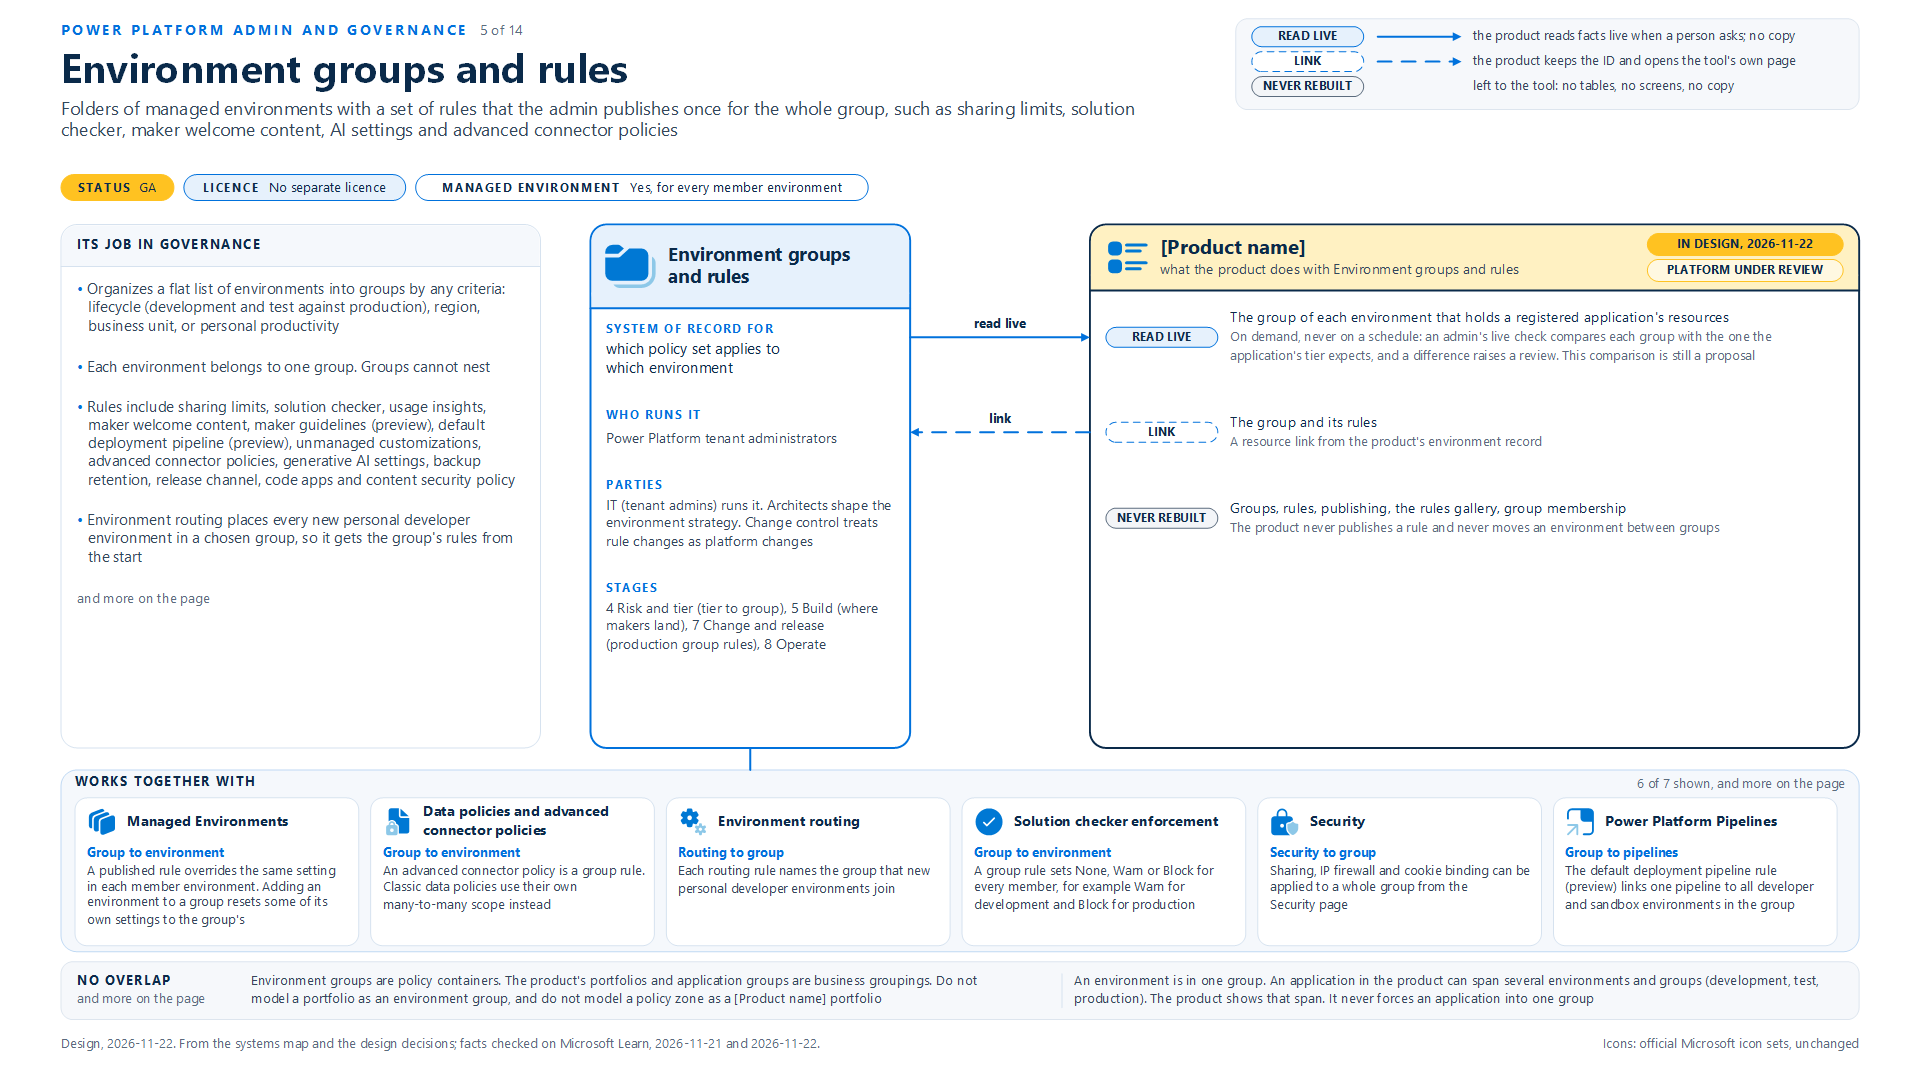 POWER PLATFORM ADMIN AND GOVERNANCE 5 of 14
Environment groups and rules
Folders of managed environments with a set of rules that the admin publishes once for the whole group, such as sharing limits, solution
checker, maker welcome content, AI settings and advanced connector policies
READ LIVE the product reads facts live when a person asks; no copy
LINK the product keeps the ID and opens the tool's own page
NEVER REBUILT left to the tool: no tables, no screens, no copy
STATUS GA
LICENCE No separate licence
MANAGED ENVIRONMENT Yes, for every member environment
ITS JOB IN GOVERNANCE
• Organizes a flat list of environments into groups by any criteria:
lifecycle (development and test against production), region,
business unit, or personal productivity
• Each environment belongs to one group. Groups cannot nest
• Rules include sharing limits, solution checker, usage insights,
maker welcome content, maker guidelines (preview), default
deployment pipeline (preview), unmanaged customizations,
advanced connector policies, generative AI settings, backup
retention, release channel, code apps and content security policy
• Environment routing places every new personal developer
environment in a chosen group, so it gets the group's rules from
the start
and more on the page
Environment groups
and rules
SYSTEM OF RECORD FOR
which policy set applies to
which environment
WHO RUNS IT
Power Platform tenant administrators
PARTIES
IT (tenant admins) runs it. Architects shape the
environment strategy. Change control treats
rule changes as platform changes
STAGES
4 Risk and tier (tier to group), 5 Build (where
makers land), 7 Change and release
(production group rules), 8 Operate
read live
link
[Product name]
what the product does with Environment groups and rules
IN DESIGN, 2026-11-22
PLATFORM UNDER REVIEW
READ LIVE
The group of each environment that holds a registered application's resources
On demand, never on a schedule: an admin's live check compares each group with the one the
application's tier expects, and a difference raises a review. This comparison is still a proposal
LINK
The group and its rules
A resource link from the product's environment record
NEVER REBUILT
Groups, rules, publishing, the rules gallery, group membership
The product never publishes a rule and never moves an environment between groups
WORKS TOGETHER WITH
6 of 7 shown, and more on the page
Managed Environments
Group to environment
A published rule overrides the same setting
in each member environment. Adding an
environment to a group resets some of its
own settings to the group's
Data policies and advanced
connector policies
Group to environment
An advanced connector policy is a group rule.
Classic data policies use their own
many-to-many scope instead
Environment routing
Routing to group
Each routing rule names the group that new
personal developer environments join
Solution checker enforcement
Group to environment
A group rule sets None, Warn or Block for
every member, for example Warn for
development and Block for production
Security
Security to group
Sharing, IP firewall and cookie binding can be
applied to a whole group from the
Security page
Power Platform Pipelines
Group to pipelines
The default deployment pipeline rule
(preview) links one pipeline to all developer
and sandbox environments in the group
NO OVERLAP
and more on the page
Environment groups are policy containers. The product's portfolios and application groups are business groupings. Do not
model a portfolio as an environment group, and do not model a policy zone as a [Product name] portfolio
An environment is in one group. An application in the product can span several environments and groups (development, test,
production). The product shows that span. It never forces an application into one group
Design, 2026-11-22. From the systems map and the design decisions; facts checked on Microsoft Learn, 2026-11-21 and 2026-11-22.
Icons: official Microsoft icon sets, unchanged